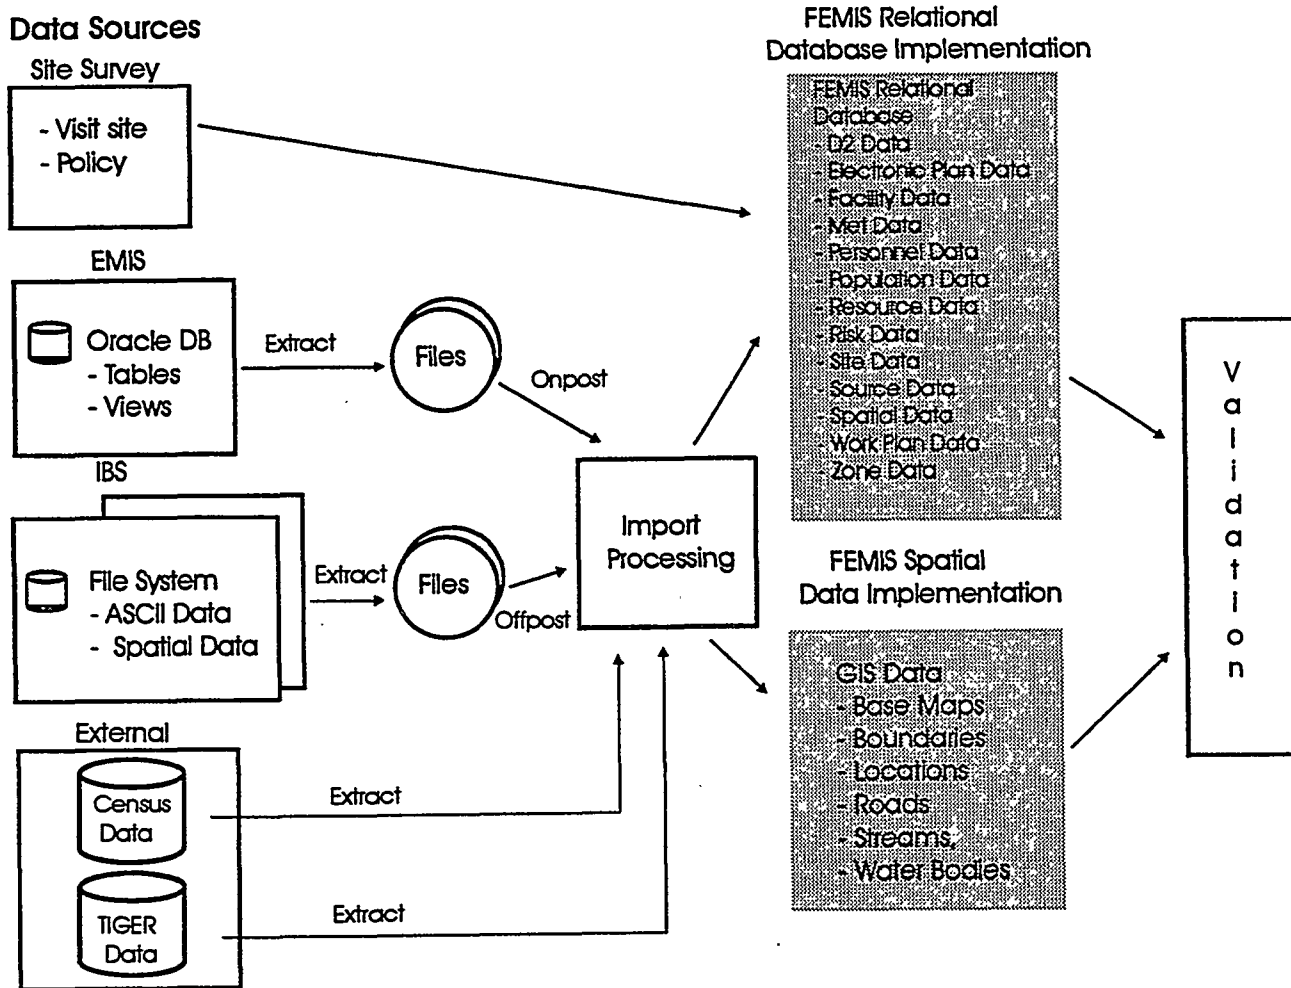 Data Sources
Site Survey
- Visit site
- Policy
EMIS
Oracle DB
- Tables
- Views
Extract
Files
Onpost
IBS
File System
- ASCII Data
- Spatial Data
Extract
Files
Offpost
External
Census
Data
Extract
TIGER
Data
Extract
Import
Processing
FEMIS Relational
Database Implementation
FEMIS Relational
Database
- D2 Data
- Electronic Plan Data
- Facility Data
- Met Data
- Personnel Data
- Population Data
- Resource Data
- Risk Data
- Site Data
- Source Data
- Spatial Data
- Work Plan Data
- Zone Data
FEMIS Spatial
Data Implementation
GIS Data
- Base Maps
- Boundaries
- Locations
- Roads
- Streams,
- Water Bodies
Validation